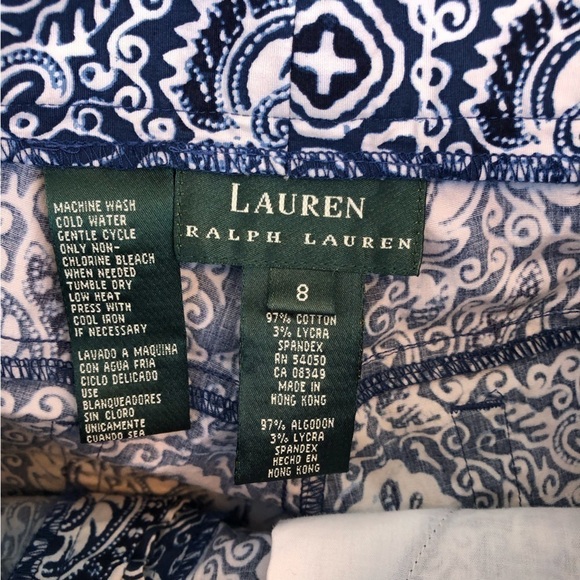 LAUREN
RALPH LAUREN
MACHINE WASH
COLD WATER
GENTLE CYCLE
ONLY NON-
CHLORINE BLEACH
WHEN NEEDED
TUMBLE DRY
LOW HEAT
PRESS WITH
COOL IRON
IF NECESSARY
LAVADO A MAQUINA
CON AGUA FRIA
CICLO DELICADO
USE
BLANQUEADORES
SIN CLORO
UNICAMENTE
CUANDO SEA
8
97% COTTON
3% LYCRA
SPANDEX
RN 54050
CA 08349
MADE IN
HONG KONG
97% ALGODON
3% LYCRA
SPANDEX
HECHO EN
HONG KONG